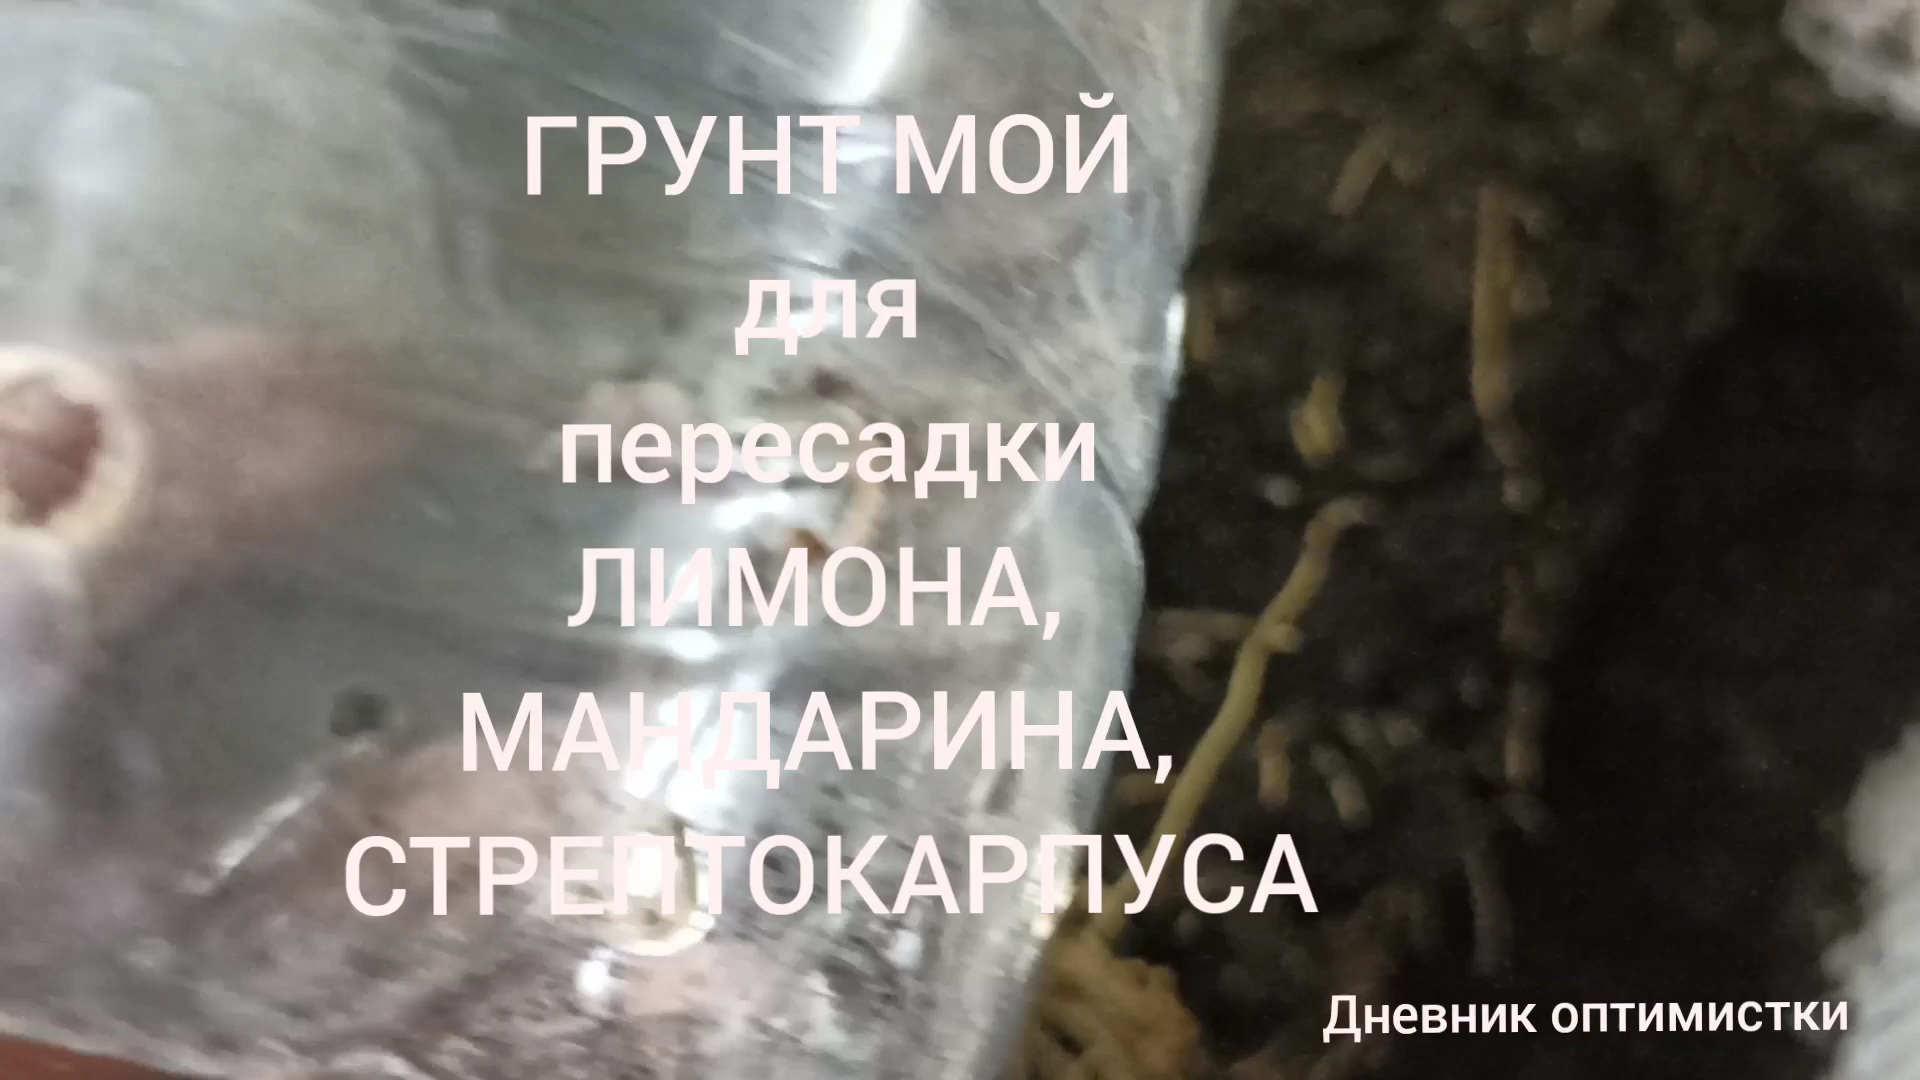 ГРУНТ МОЙ
для
пересадки
ЛИМОНА,
МАНДАРИНА,
СТРЕПТОКАРПУСА
Дневник оптимистки